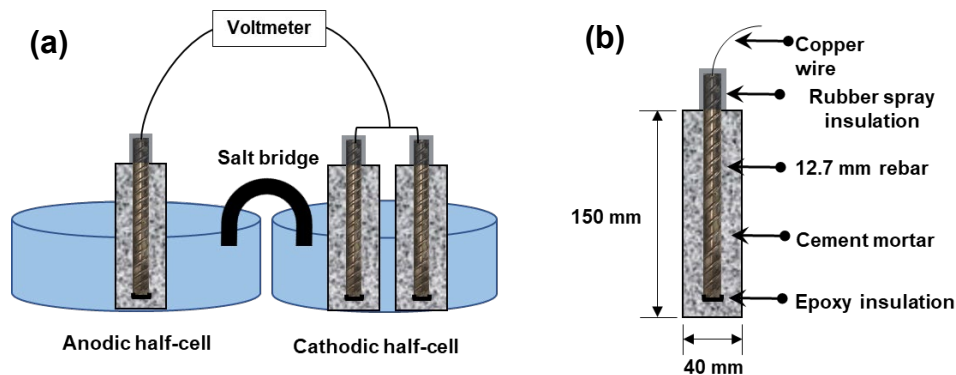 (a)
Voltmeter
Salt bridge
Anodic half-cell
Cathodic half-cell
(b)
Copper
wire
Rubber spray
insulation
12.7 mm rebar
150 mm
Cement mortar
Epoxy insulation
40 mm